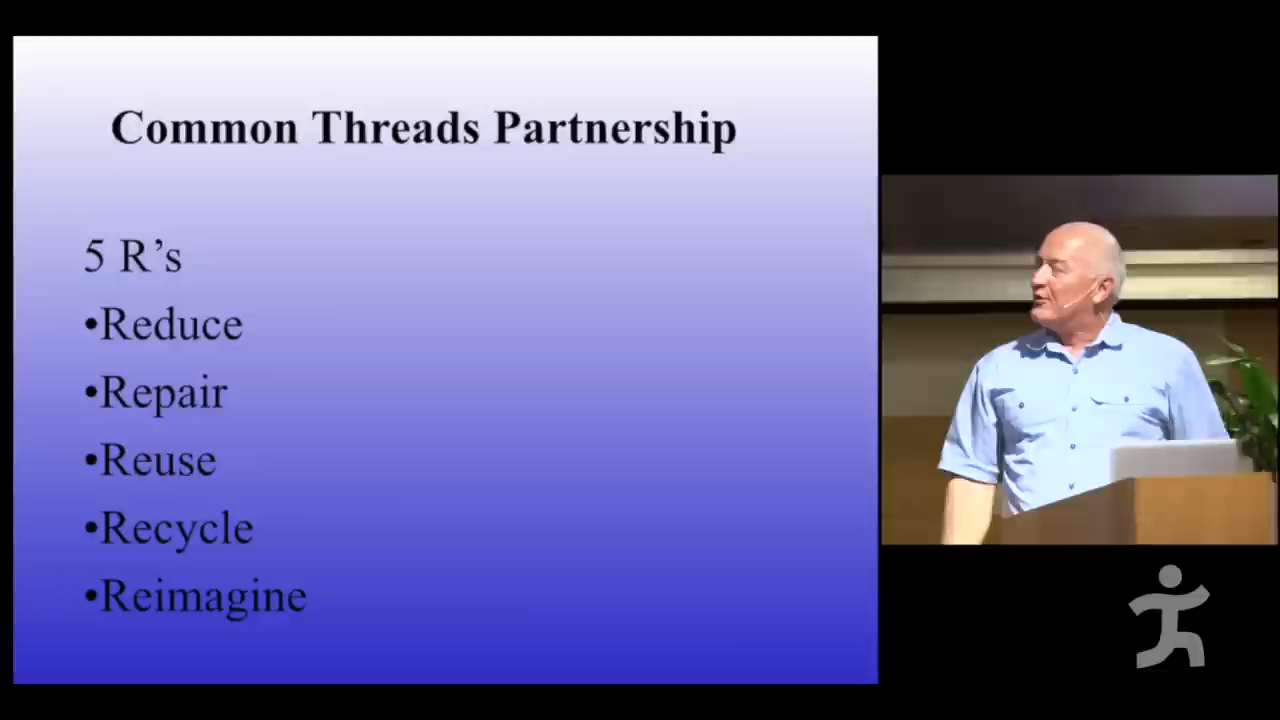 Common Threads Partnership
5 R’s
•Reduce
•Repair
•Reuse
•Recycle
•Reimagine